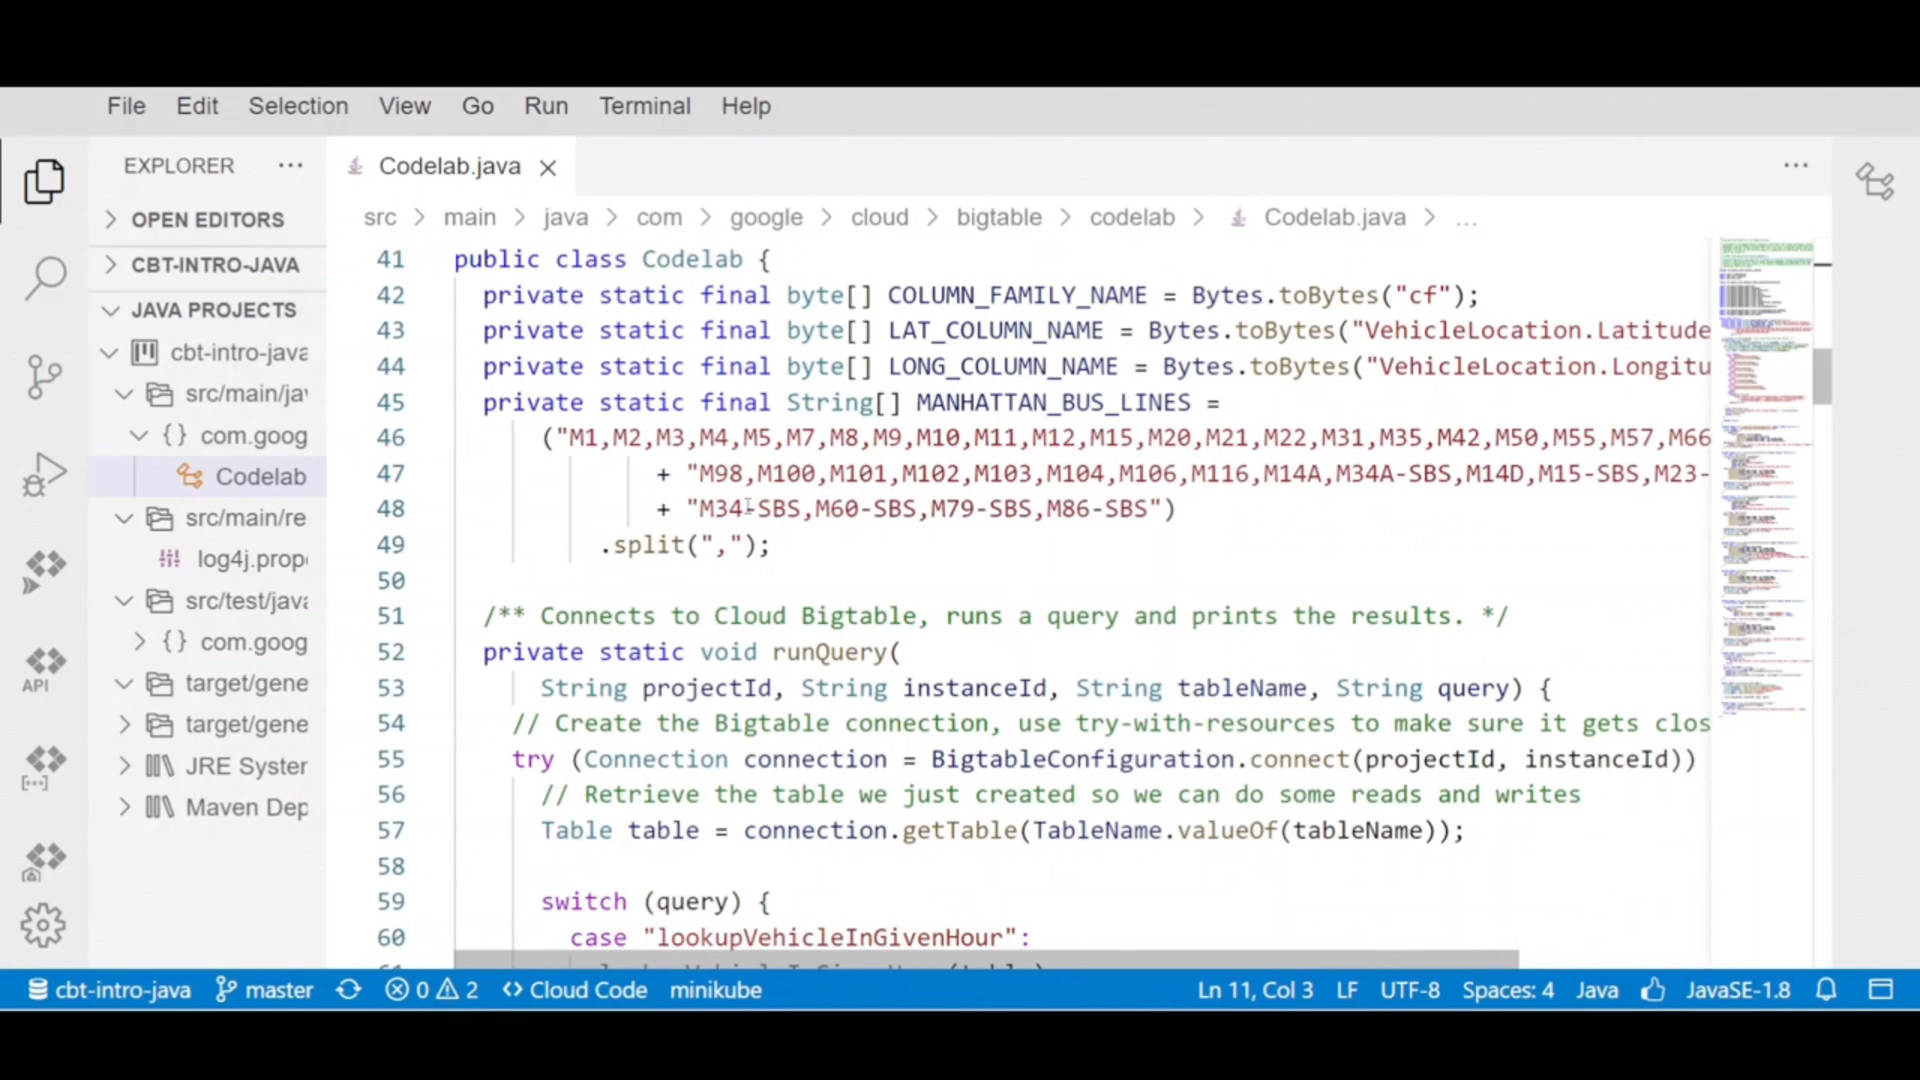 File Edit Selection View Go Run Terminal Help
EXPLORER ...
Codelab.java
OPEN EDITORS
CBT-INTRO-JAVA
JAVA PROJECTS
cbt-intro-java
src/main/jav
{} com.goog
Codelab
src/main/re
log4j.prope
src/test/java
{} com.goog
target/gene
target/gene
JRE System
Maven Dep
API
src > main > java > com > google > cloud > bigtable > codelab > Codelab.java > ...
41 public class Codelab {
42 private static final byte[] COLUMN_FAMILY_NAME = Bytes.toBytes("cf");
43 private static final byte[] LAT_COLUMN_NAME = Bytes.toBytes("VehicleLocation.Latitude
44 private static final byte[] LONG_COLUMN_NAME = Bytes.toBytes("VehicleLocation.Longitu
45 private static final String[] MANHATTAN_BUS_LINES =
46 ("M1,M2,M3,M4,M5,M7,M8,M9,M10,M11,M12,M15,M20,M21,M22,M31,M35,M42,M50,M55,M57,M66
47 + "M98,M100,M101,M102,M103,M104,M106,M116,M14A,M34A-SBS,M14D,M15-SBS,M23-
48 + "M34-SBS,M60-SBS,M79-SBS,M86-SBS")
49 .split(",");
50
51 /** Connects to Cloud Bigtable, runs a query and prints the results. */
52 private static void runQuery(
53 String projectId, String instanceId, String tableName, String query) {
54 // Create the Bigtable connection, use try-with-resources to make sure it gets clos
55 try (Connection connection = BigtableConfiguration.connect(projectId, instanceId))
56 // Retrieve the table we just created so we can do some reads and writes
57 Table table = connection.getTable(TableName.valueOf(tableName));
58
59 switch (query) {
60 case "lookupVehicleInGivenHour":
cbt-intro-java master 0 2 Cloud Code minikube Ln 11, Col 3 LF UTF-8 Spaces: 4 Java JavaSE-1.8